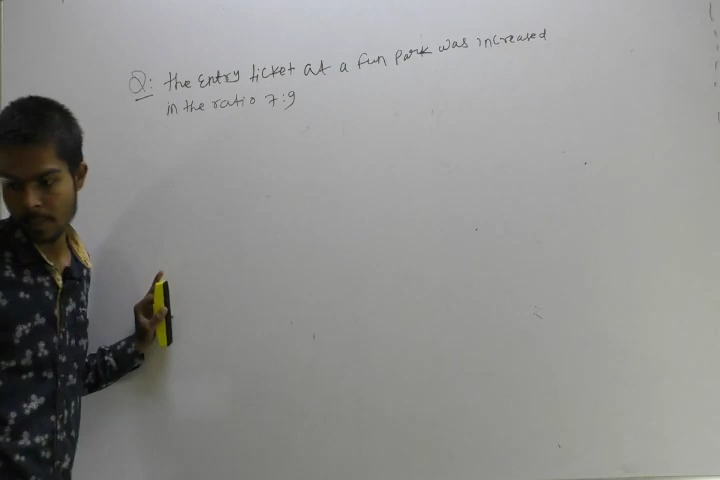 Q: the entry ticket at a fun park was increased
in the ratio 7:9